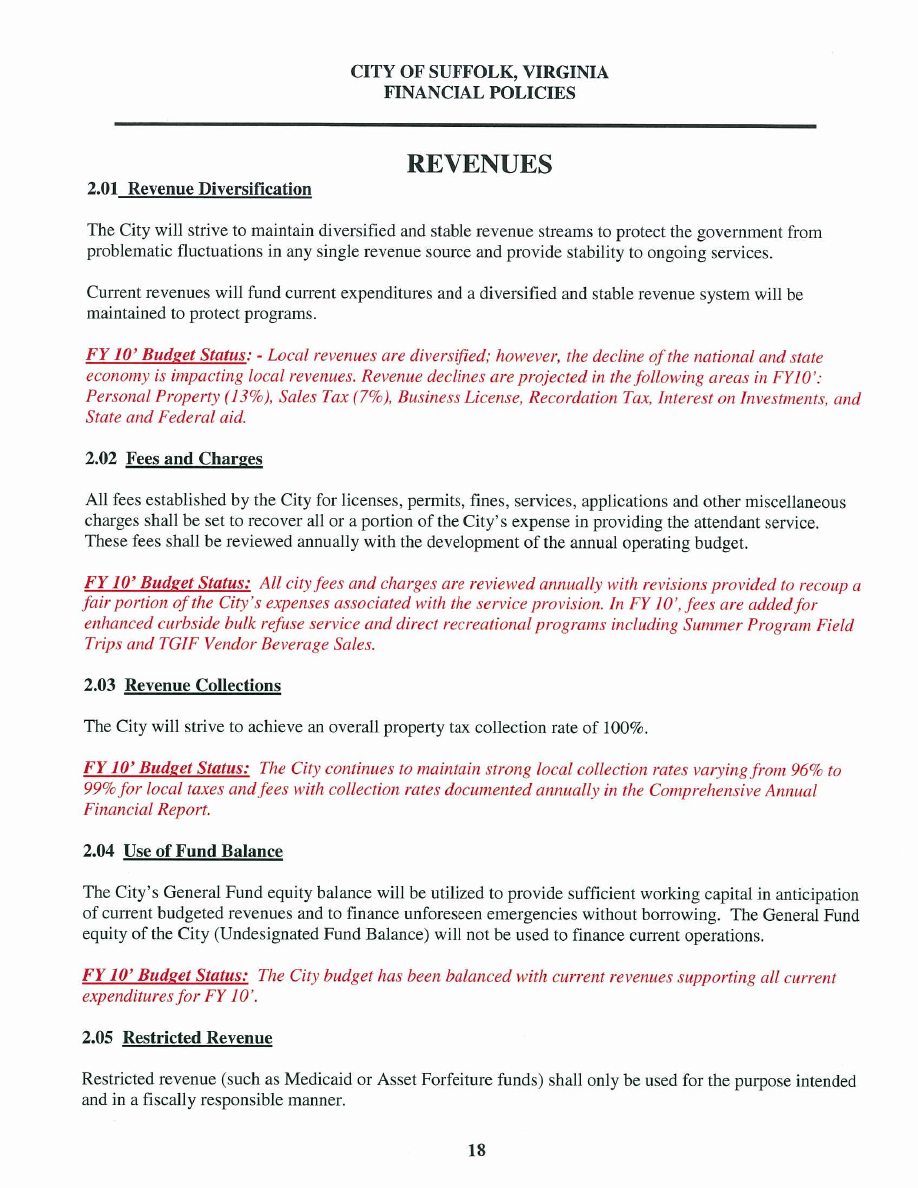 CITY OF SUFFOLK, VIRGINIA
FINANCIAL POLICIES
REVENUES
2.01 Revenue Diversification
The City will strive to maintain diversified and stable revenue streams to protect the government from
problematic fluctuations in any single revenue source and provide stability to ongoing services.
Current revenues will fund current expenditures and a diversified and stable revenue system will be
maintained to protect programs.
FY 10' Budget Status: - Local revenues are diversified; however, the decline of the national and state
economy is impacting local revenues. Revenue declines are projected in the following areas in FY10':
Personal Property (13%), Sales Tax (7%), Business License, Recordation Tax, Interest on Investments, and
State and Federal aid.
2.02 Fees and Charges
All fees established by the City for licenses, permits, fines, services, applications and other miscellaneous
charges shall be set to recover all or a portion of the City's expense in providing the attendant service.
These fees shall be reviewed annually with the development of the annual operating budget.
FY 10' Budget Status: All city fees and charges are reviewed annually with revisions provided to recoup a
fair portion of the City's expenses associated with the service provision. In FY 10', fees are added for
enhanced curbside bulk refuse service and direct recreational programs including Summer Program Field
Trips and TGIF Vendor Beverage Sales.
2.03 Revenue Collections
The City will strive to achieve an overall property tax collection rate of 100%.
FY 10' Budget Status: The City continues to maintain strong local collection rates varying from 96% to
99% for local taxes and fees with collection rates documented annually in the Comprehensive Annual
Financial Report.
2.04 Use of Fund Balance
The City's General Fund equity balance will be utilized to provide sufficient working capital in anticipation
of current budgeted revenues and to finance unforeseen emergencies without borrowing. The General Fund
equity of the City (Undesignated Fund Balance) will not be used to finance current operations.
FY 10' Budget Status: The City budget has been balanced with current revenues supporting all current
expenditures for FY 10'.
2.05 Restricted Revenue
Restricted revenue (such as Medicaid or Asset Forfeiture funds) shall only be used for the purpose intended
and in a fiscally responsible manner.
18